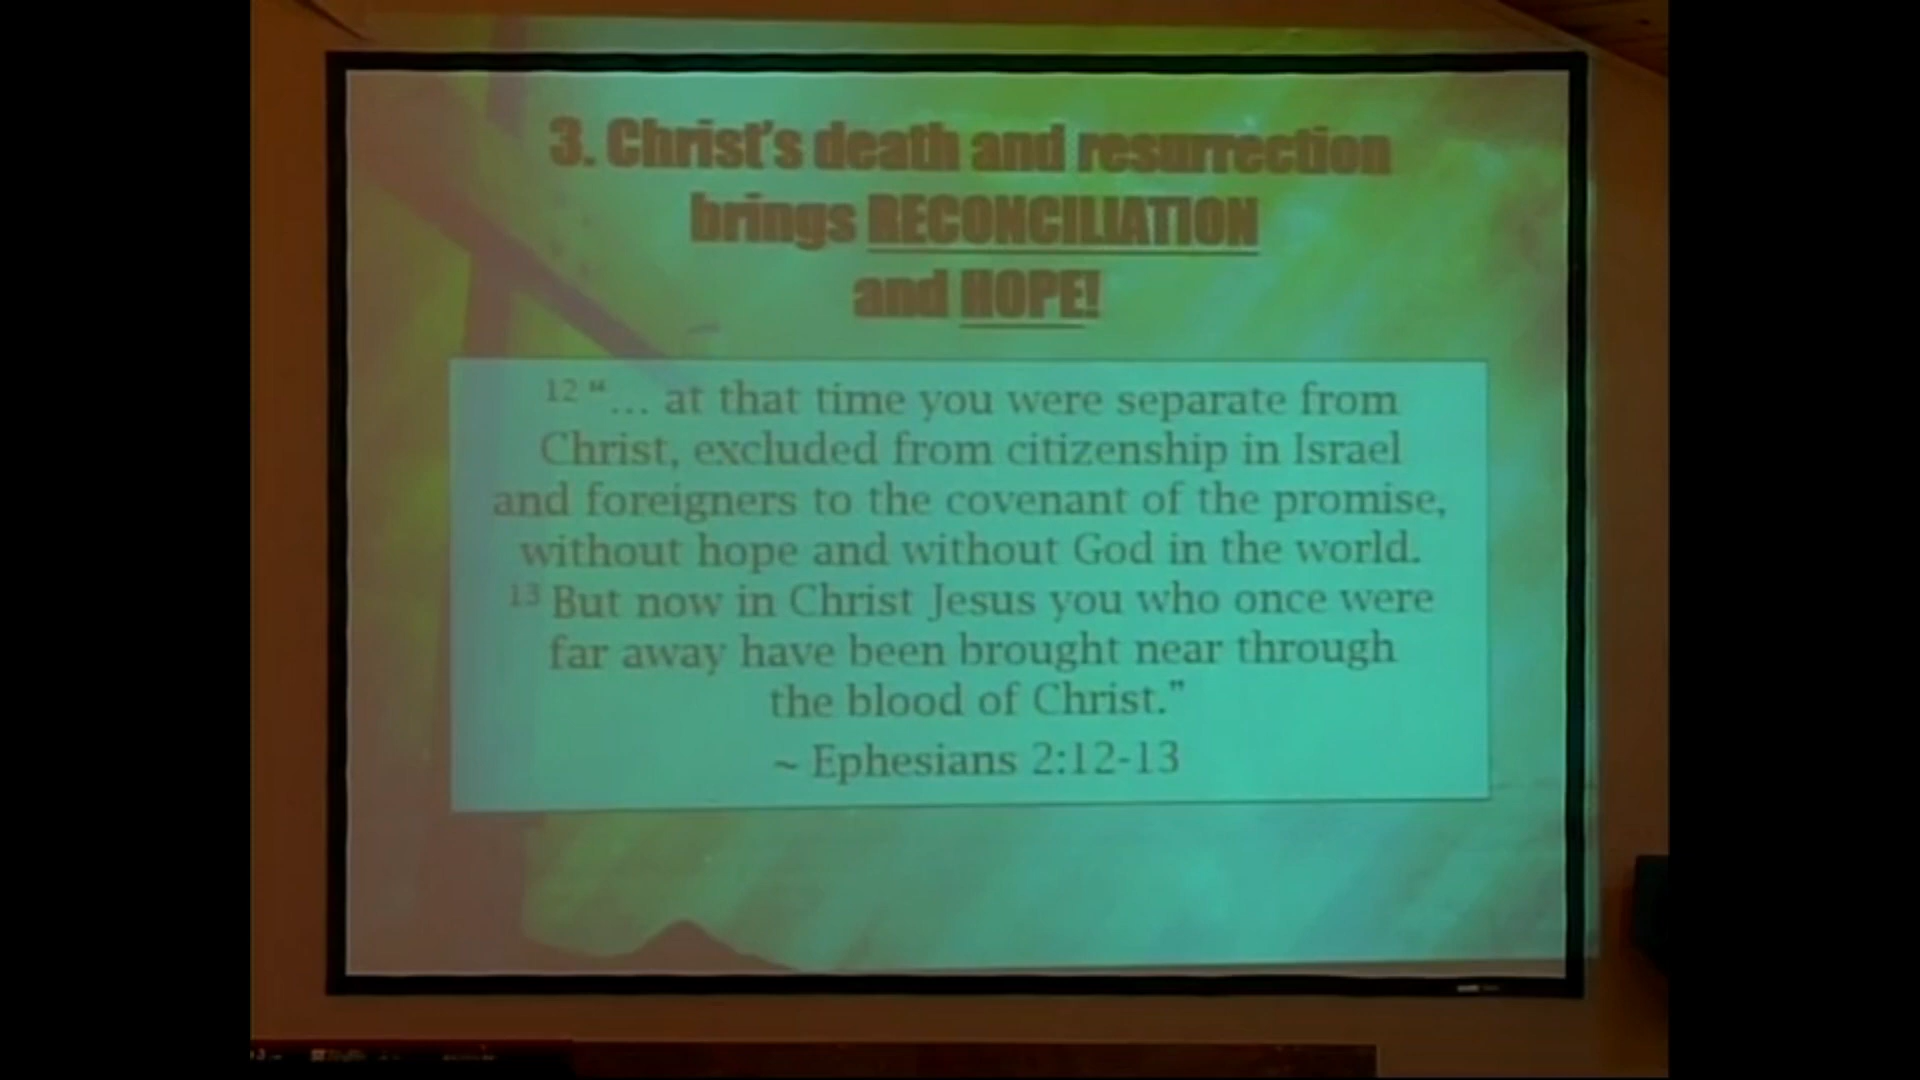 3. Christ's death and resurrection
brings RECONCILIATION
and HOPE!
12 “... at that time you were separate from
Christ, excluded from citizenship in Israel
and foreigners to the covenant of the promise,
without hope and without God in the world.
13 But now in Christ Jesus you who once were
far away have been brought near through
the blood of Christ.”
~ Ephesians 2:12-13